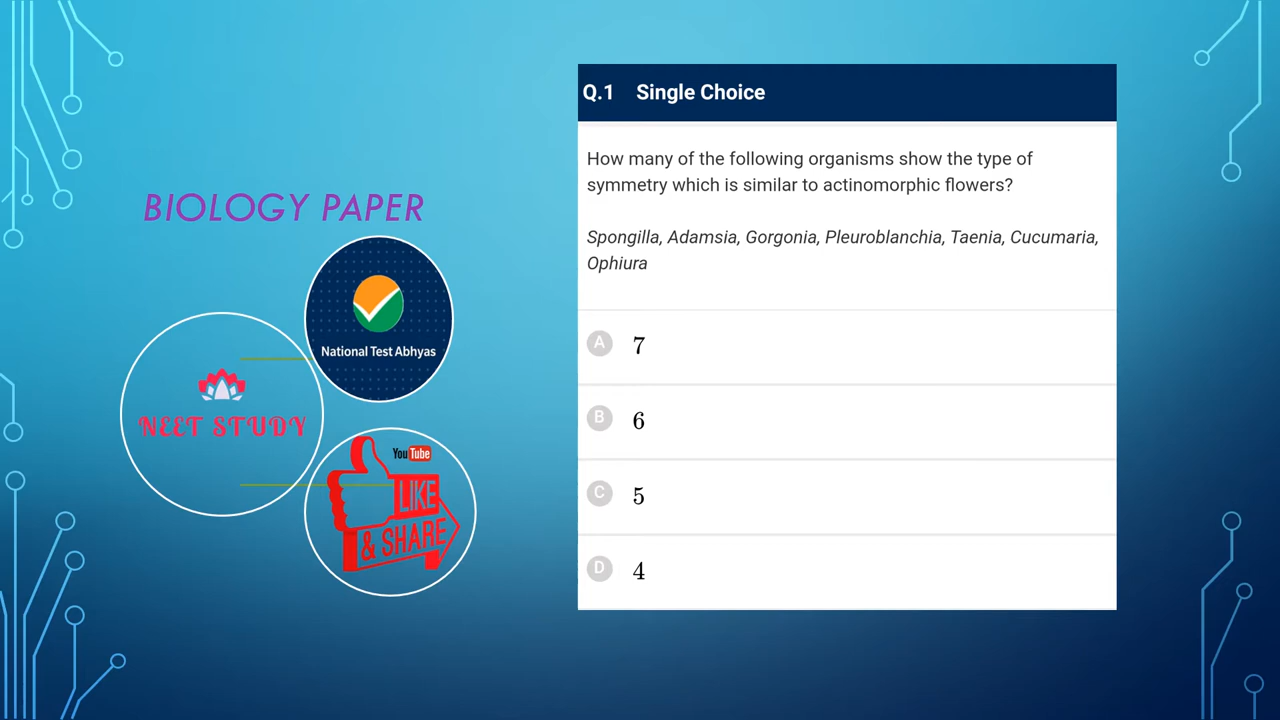 BIOLOGY PAPER
National Test Abhyas
NEET STUDY
YouTube
LIKE
& SHARE
Q.1 Single Choice
How many of the following organisms show the type of
symmetry which is similar to actinomorphic flowers?
Spongilla, Adamsia, Gorgonia, Pleuroblanchia, Taenia, Cucumaria,
Ophiura
A 7
B 6
C 5
D 4